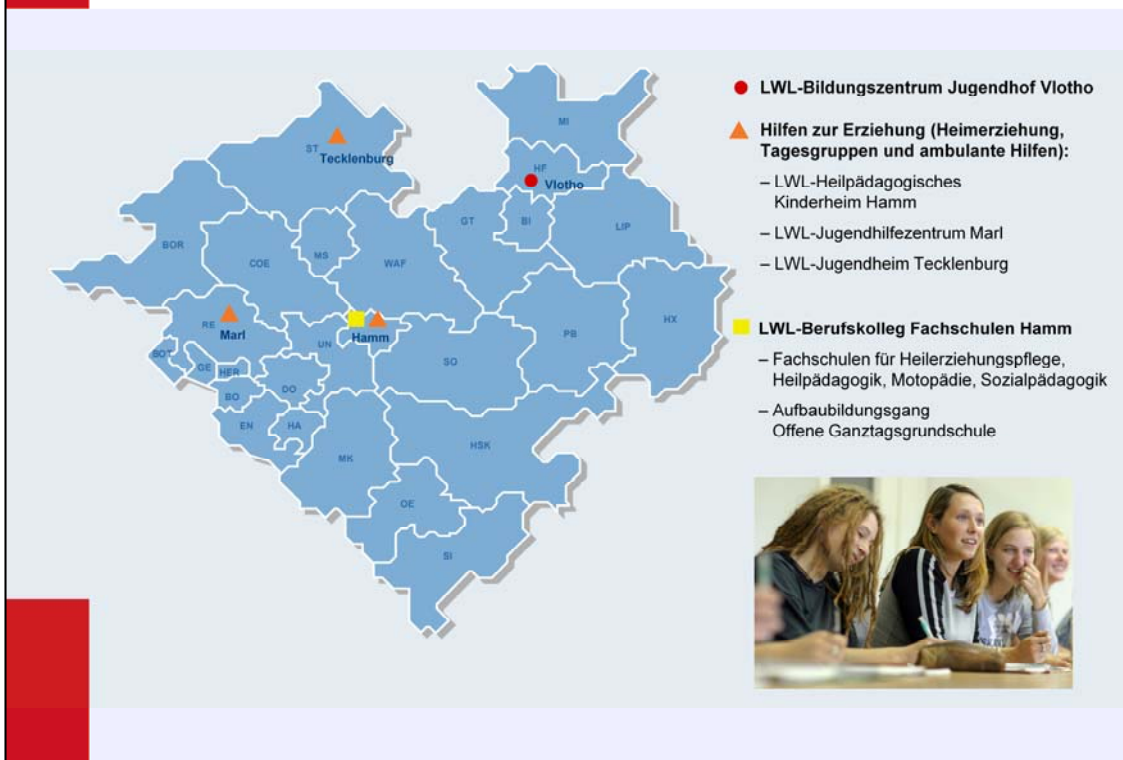 MI
ST
Tecklenburg
HF
Vlotho
GT
BI
LIP
BOR
MS
COE
WAF
RE
Marl
Hamm
UN
SO
PB
HX
BOT
GE
HER
BO
DO
EN
HA
MK
HSK
OE
SI
LWL-Bildungszentrum Jugendhof Vlotho
Hilfen zur Erziehung (Heimerziehung,
Tagesgruppen und ambulante Hilfen):
– LWL-Heilpädagogisches
Kinderheim Hamm
– LWL-Jugendhilfezentrum Marl
– LWL-Jugendheim Tecklenburg
LWL-Berufskolleg Fachschulen Hamm
– Fachschulen für Heilerziehungspflege,
Heilpädagogik, Motopädie, Sozialpädagogik
– Aufbaubildungsgang
Offene Ganztagsgrundschule